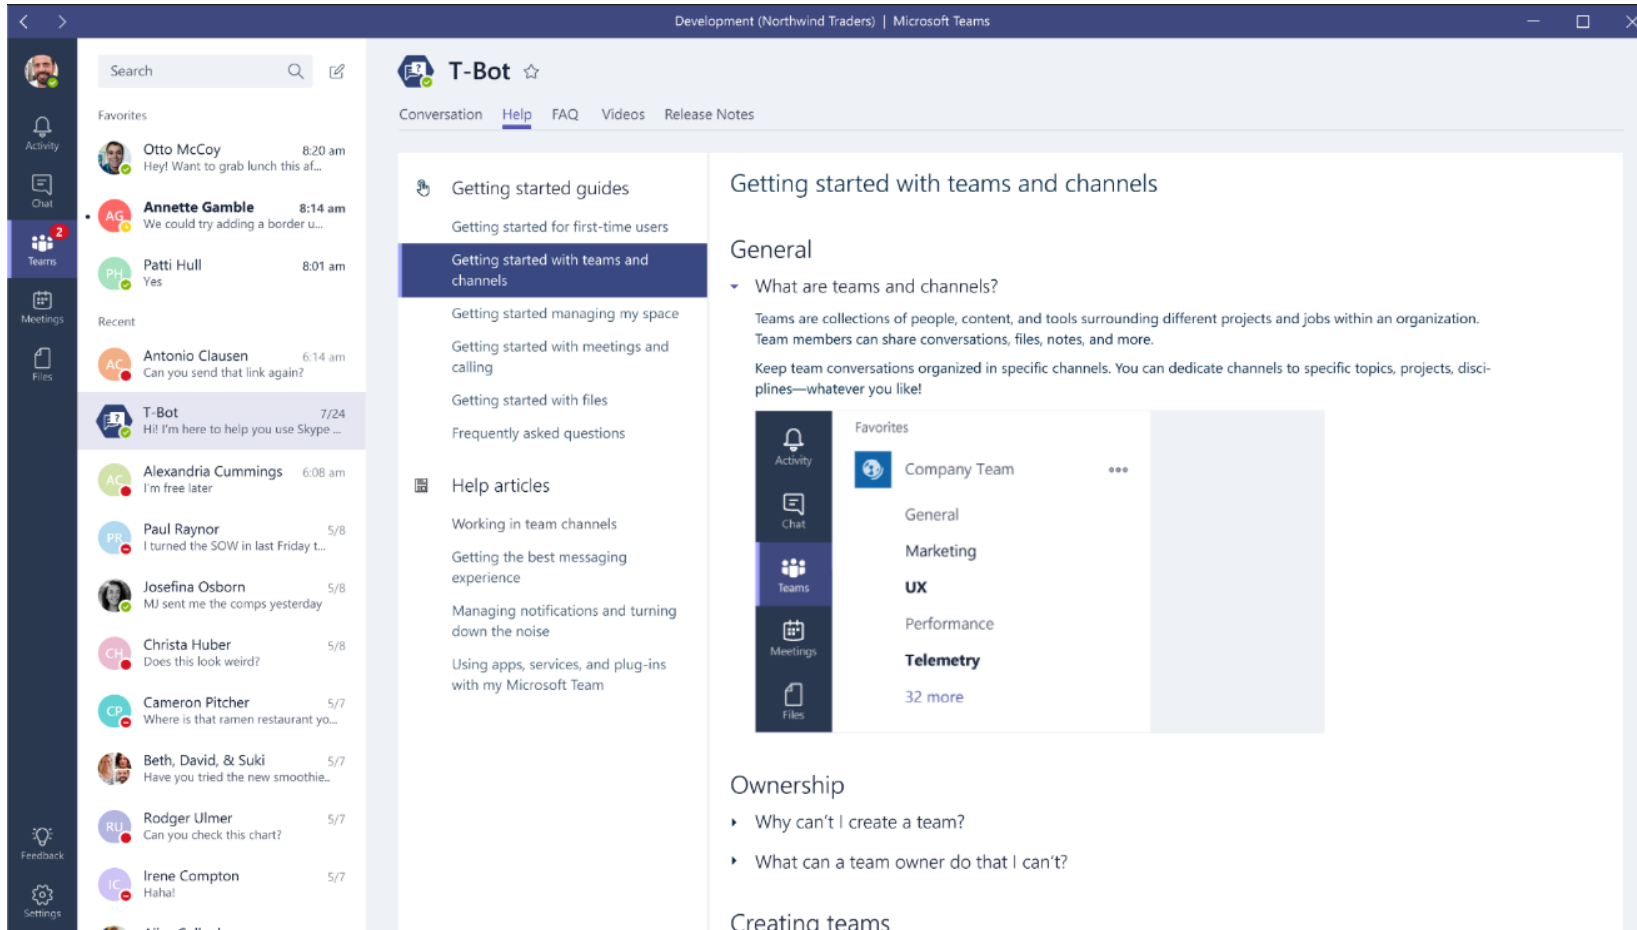 Development (Northwind Traders) | Microsoft Teams
Activity
Chat
2
Teams
Meetings
Files
Feedback
Settings
Search
Favorites
Otto McCoy 8:20 am
Hey! Want to grab lunch this af...
AG
Annette Gamble 8:14 am
We could try adding a border u...
PH
Patti Hull 8:01 am
Yes
Recent
AC
Antonio Clausen 6:14 am
Can you send that link again?
T-Bot 7/24
Hi! I'm here to help you use Skype ...
AC
Alexandria Cummings 6:08 am
I'm free later
PR
Paul Raynor 5/8
I turned the SOW in last Friday t...
Josefina Osborn 5/8
MJ sent me the comps yesterday
CH
Christa Huber 5/8
Does this look weird?
CP
Cameron Pitcher 5/7
Where is that ramen restaurant yo...
Beth, David, & Suki 5/7
Have you tried the new smoothie..
RU
Rodger Ulmer 5/7
Can you check this chart?
IC
Irene Compton 5/7
Haha!
T-Bot
Conversation Help FAQ Videos Release Notes
Getting started guides
Getting started for first-time users
Getting started with teams and
channels
Getting started managing my space
Getting started with meetings and
calling
Getting started with files
Frequently asked questions
Help articles
Working in team channels
Getting the best messaging
experience
Managing notifications and turning
down the noise
Using apps, services, and plug-ins
with my Microsoft Team
Getting started with teams and channels
General
What are teams and channels?
Teams are collections of people, content, and tools surrounding different projects and jobs within an organization.
Team members can share conversations, files, notes, and more.
Keep team conversations organized in specific channels. You can dedicate channels to specific topics, projects, disci-
plines—whatever you like!
Activity
Chat
Teams
Meetings
Files
Favorites
Company Team
General
Marketing
UX
Performance
Telemetry
32 more
Ownership
Why can't I create a team?
What can a team owner do that I can't?
Creating teams